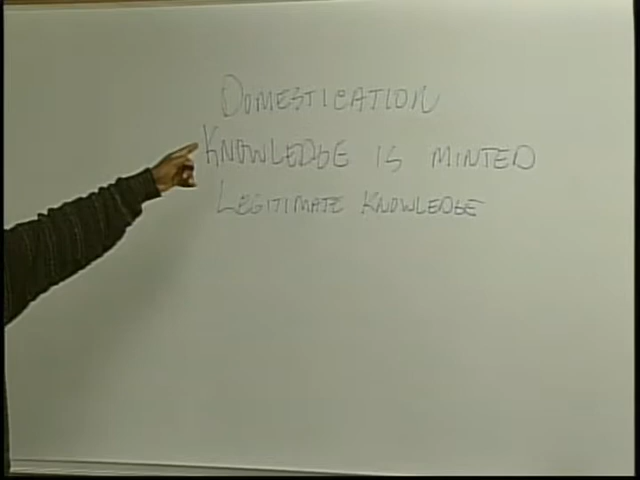 DOMESTICATION
KNOWLEDGE IS MINTED
LEGITIMATE KNOWLEDGE